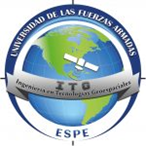 UNIVERSIDAD DE LAS FUERZAS ARMADAS
ITG
Ingeniería en Tecnologías Geoespaciales
ESPE